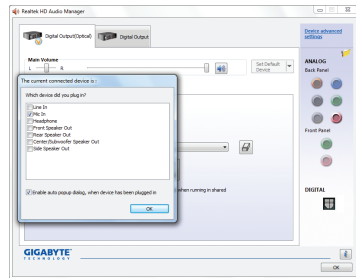 Realtek HD Audio Manager
Digital Output(Optical)
Digital Output
Device advanced
settings
Main Volume
L
R
Set Default
Device
ANALOG
Back Panel
The current connected device is :
Which device did you plug in?
Line In
Mic In
Headphone
Front Speaker Out
Rear Speaker Out
Center/Subwoofer Speaker Out
Side Speaker Out
Front Panel
when running in shared
Enable auto popup dialog, when device has been plugged in
DIGITAL
OK
GIGABYTE
TECHNOLOGY
OK